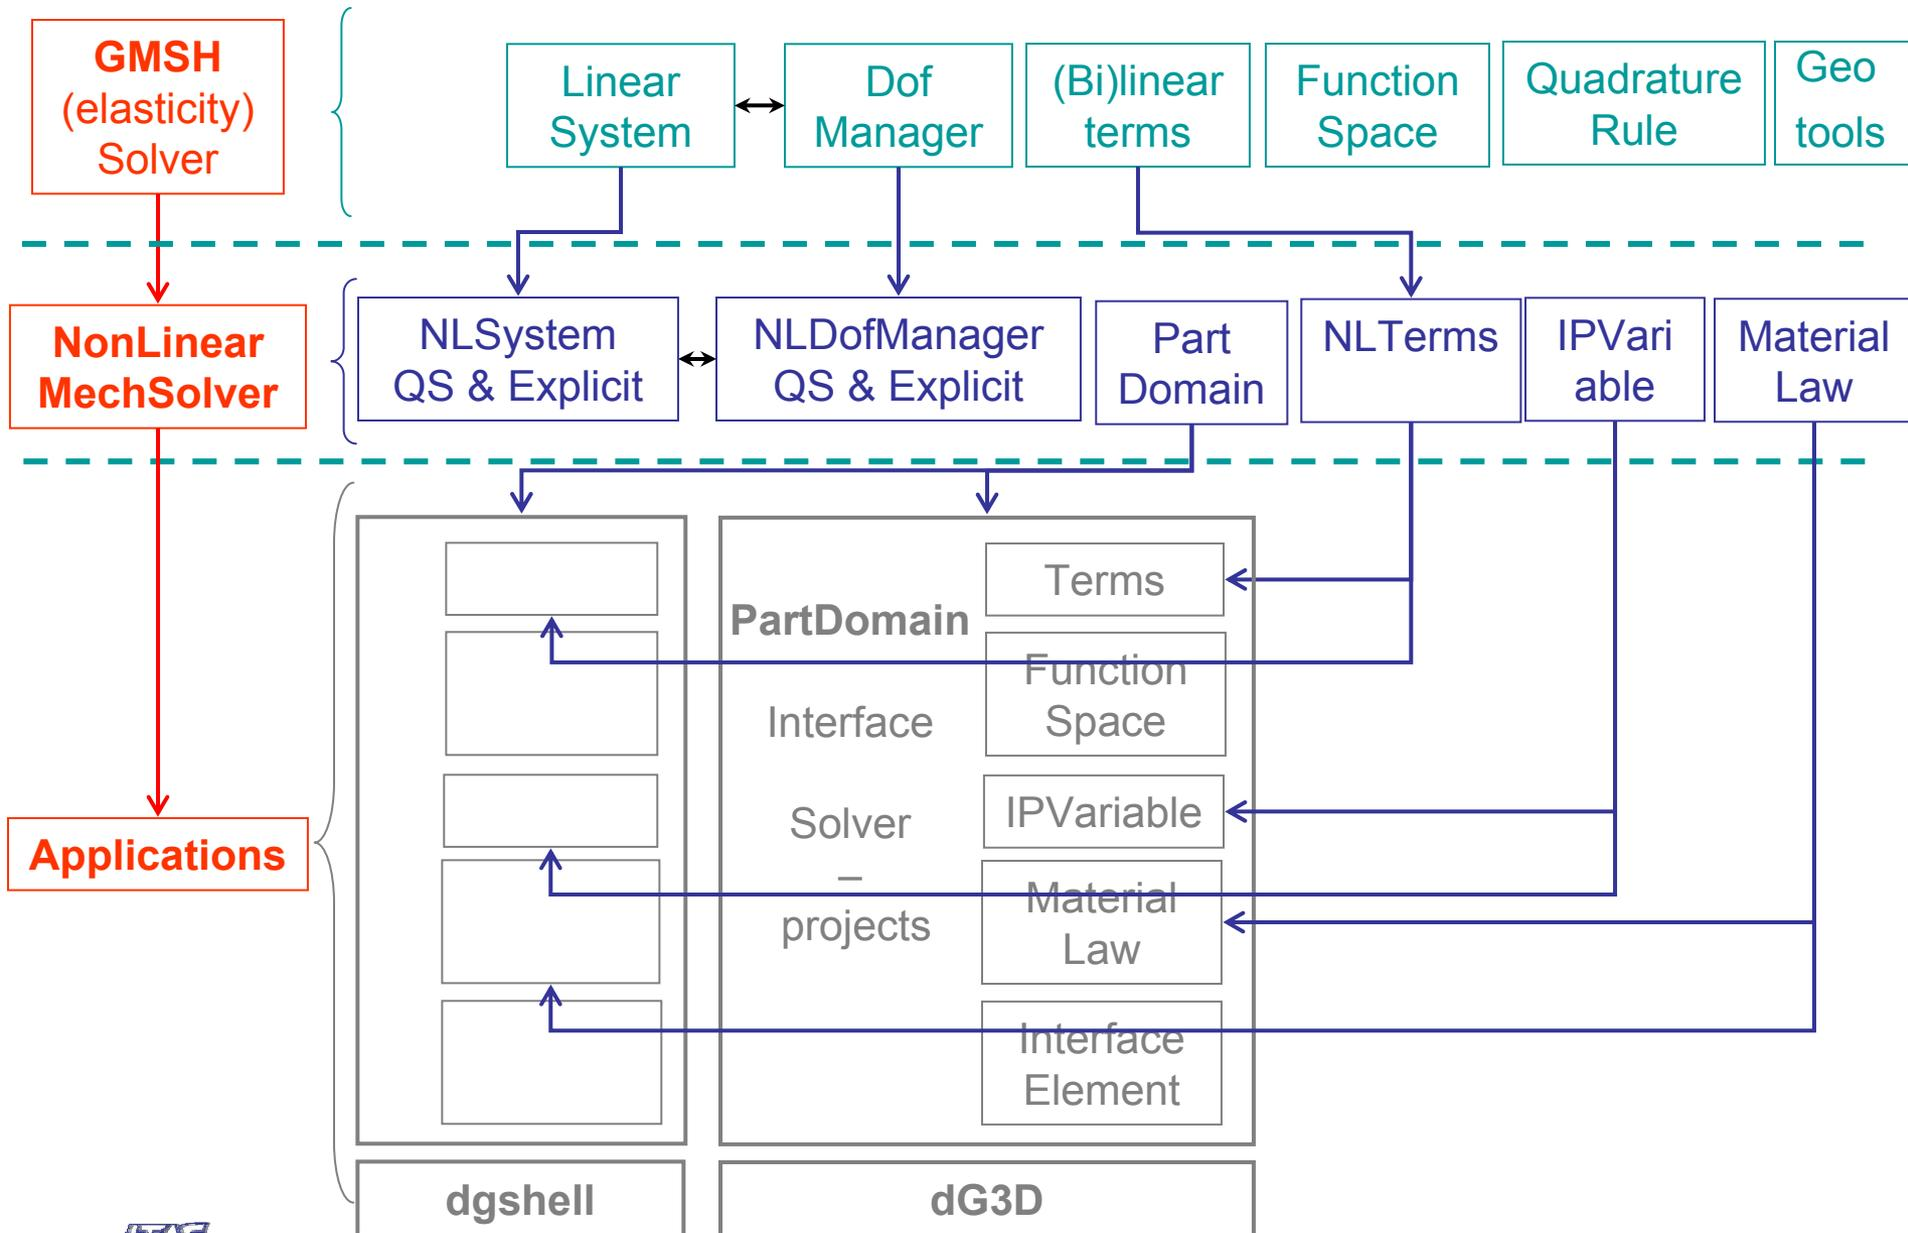 GMSH
(elasticity)
Solver
Linear
System
Dof
Manager
(Bi)linear
terms
Function
Space
Quadrature
Rule
Geo
tools
NonLinear
MechSolver
NLSystem
QS & Explicit
NLDofManager
QS & Explicit
Part
Domain
NLTerms
IPVari
able
Material
Law
Applications
PartDomain
Interface
Solver
–
projects
Terms
Function
Space
IPVariable
Material
Law
Interface
Element
dgshell
dG3D